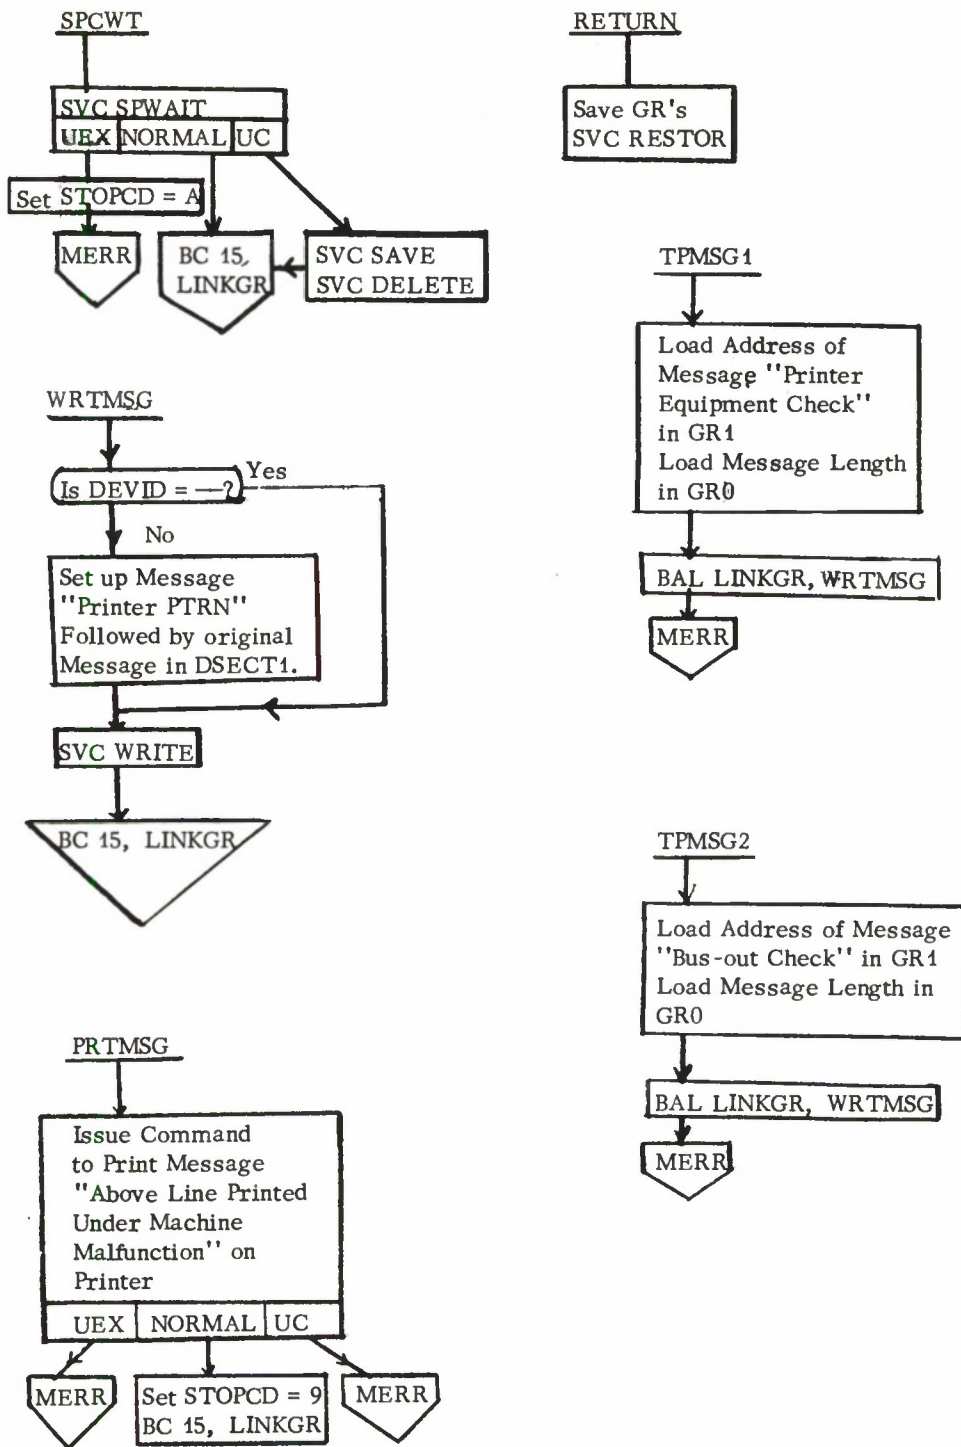 SPCWT
SVC SPWAIT
UEX NORMAL UC
Set STOPCD = A
MERR
BC 15,
LINKGR
SVC SAVE
SVC DELETE
RETURN
Save GR's
SVC RESTOR
WRTMSG
Is DEVID = —?
Yes
No
Set up Message
"Printer PTRN"
Followed by original
Message in DSECT1.
SVC WRITE
BC 15, LINKGR
TPMSG1
Load Address of
Message "Printer
Equipment Check"
in GR1
Load Message Length
in GR0
BAL LINKGR, WRTMSG
MERR
TPMSG2
Load Address of Message
"Bus-out Check" in GR1
Load Message Length in
GR0
BAL LINKGR, WRTMSG
MERR
PRTMSG
Issue Command
to Print Message
"Above Line Printed
Under Machine
Malfunction" on
Printer
UEX NORMAL UC
MERR
Set STOPCD = 9
BC 15, LINKGR
MERR